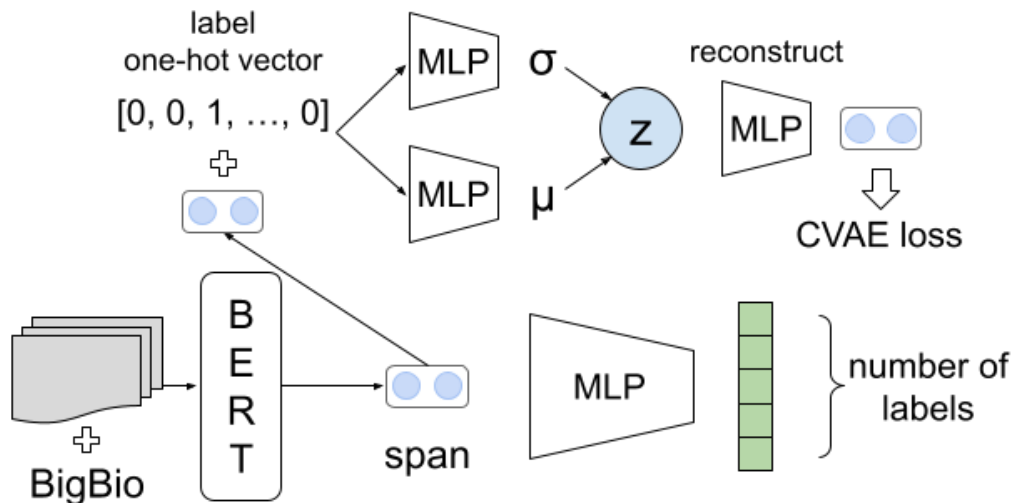 label
one-hot vector
[0, 0, 1, …, 0]
MLP
σ
MLP
μ
z
reconstruct
MLP
CVAE loss
BigBio
B
E
R
T
span
MLP
number of
labels